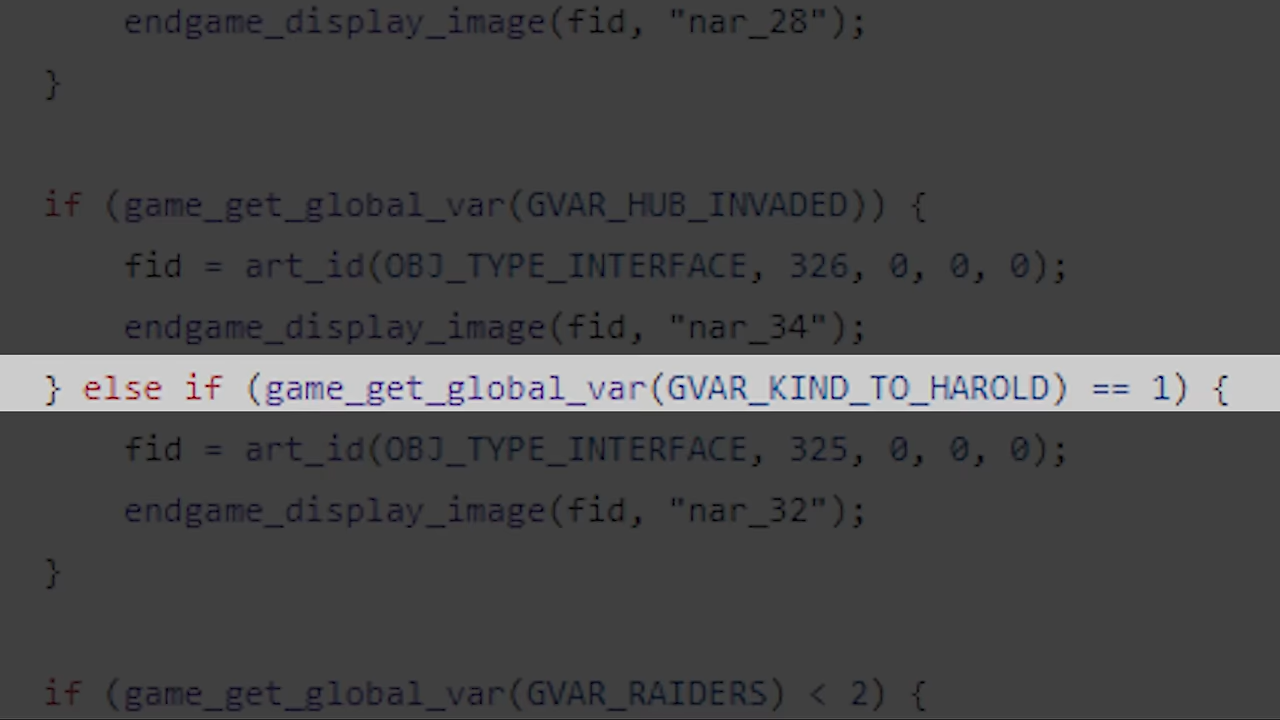 endgame_display_image(fid, "nar_28");
}
if (game_get_global_var(GVAR_HUB_INVADED)) {
fid = art_id(OBJ_TYPE_INTERFACE, 326, 0, 0, 0);
endgame_display_image(fid, "nar_34");
} else if (game_get_global_var(GVAR_KIND_TO_HAROLD) == 1) {
fid = art_id(OBJ_TYPE_INTERFACE, 325, 0, 0, 0);
endgame_display_image(fid, "nar_32");
}
if (game_get_global_var(GVAR_RAIDERS) < 2) {